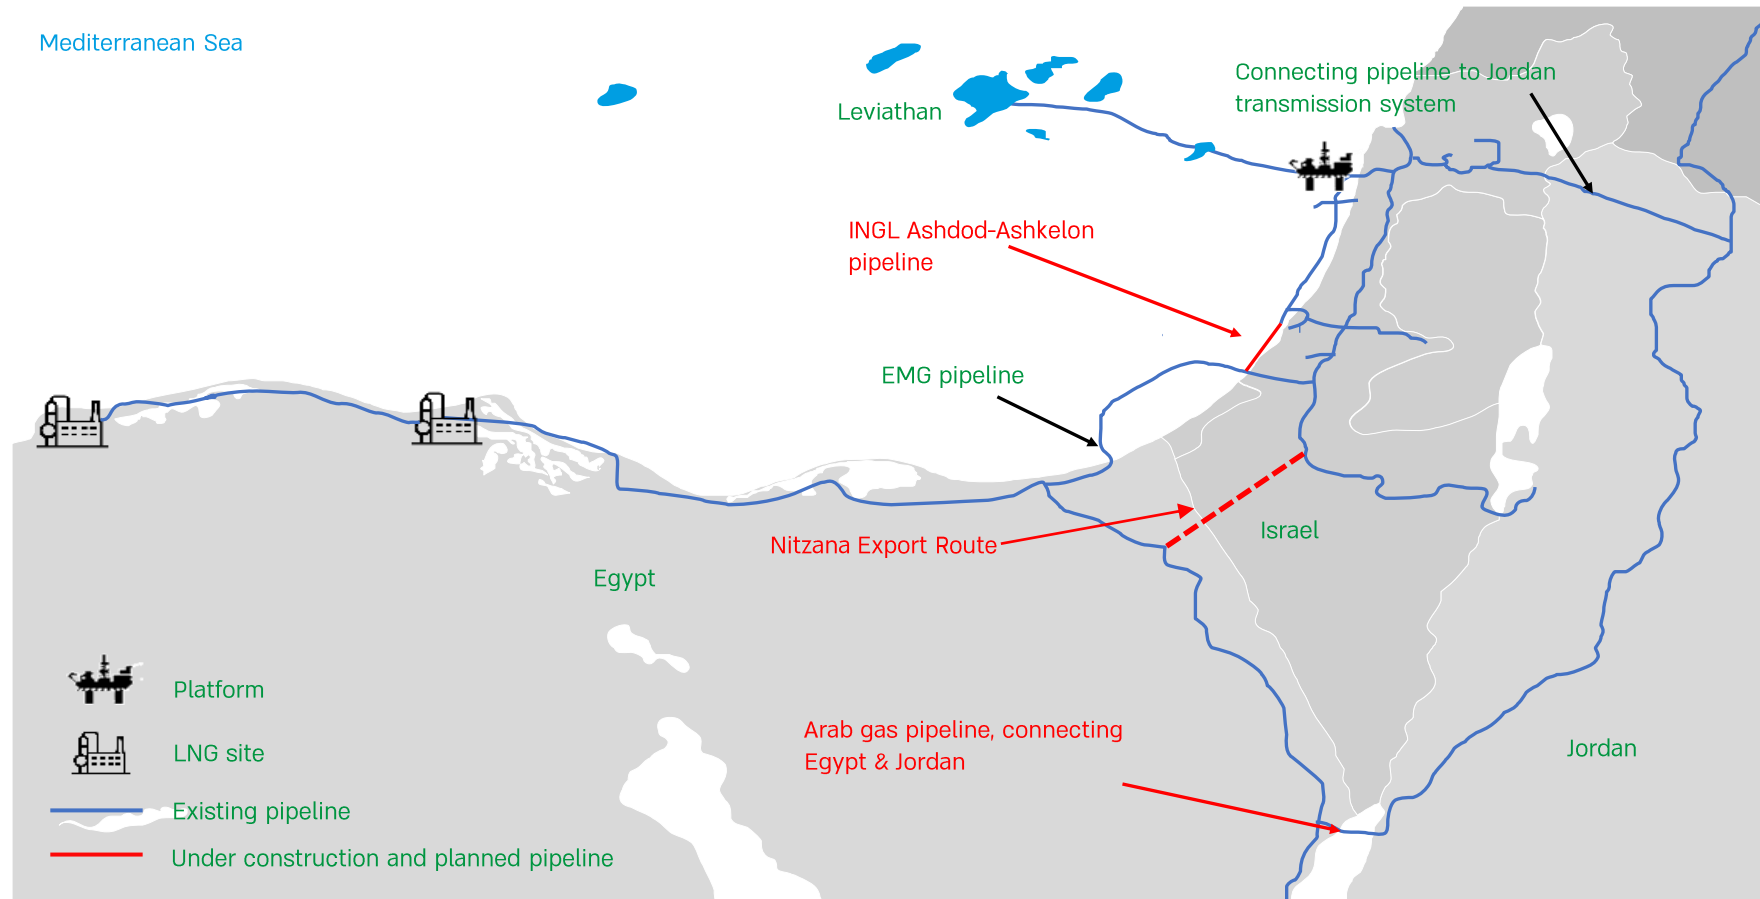 Mediterranean Sea
Leviathan
Connecting pipeline to Jordan
transmission system
INGL Ashdod-Ashkelon
pipeline
EMG pipeline
Nitzana Export Route
Israel
Egypt
Arab gas pipeline, connecting
Egypt & Jordan
Jordan
Platform
LNG site
Existing pipeline
Under construction and planned pipeline